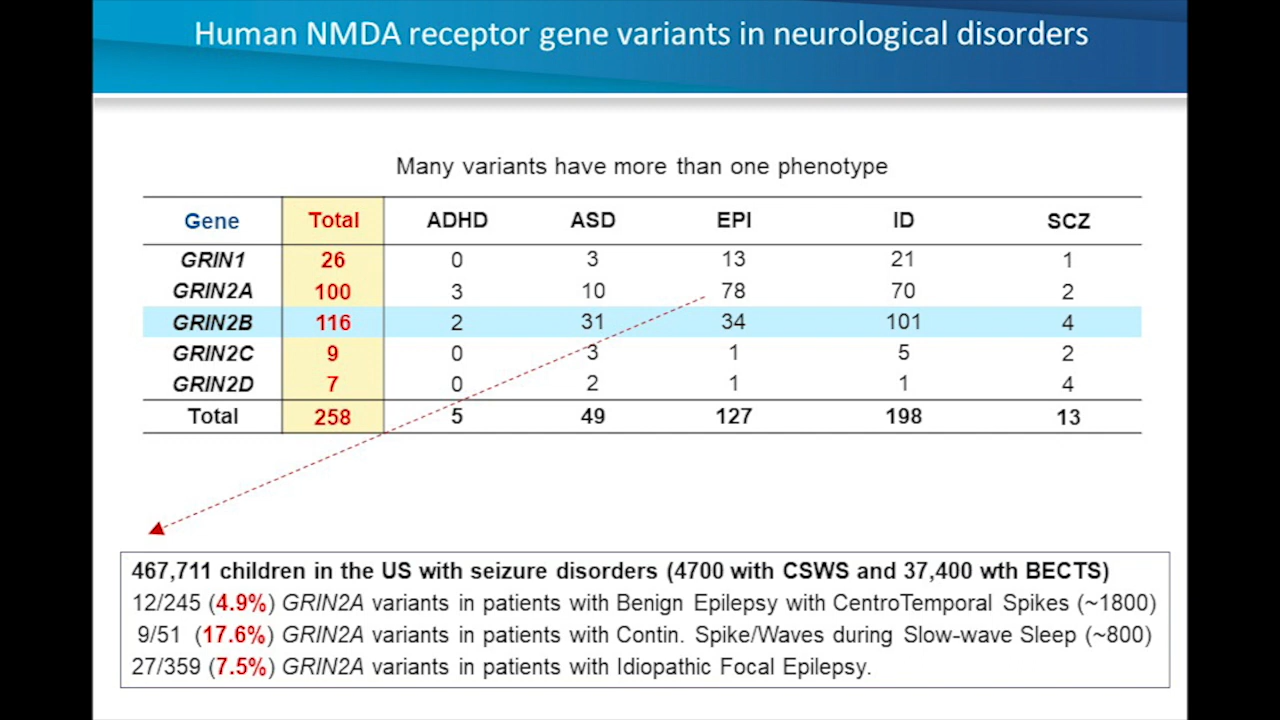 Human NMDA receptor gene variants in neurological disorders
Many variants have more than one phenotype
Gene Total ADHD ASD EPI ID SCZ
GRIN1 26 0 3 13 21 1
GRIN2A 100 3 10 78 70 2
GRIN2B 116 2 31 34 101 4
GRIN2C 9 0 3 1 5 2
GRIN2D 7 0 2 1 1 4
Total 258 5 49 127 198 13
467,711 children in the US with seizure disorders (4700 with CSWS and 37,400 wth BECTS)
12/245 (4.9%) GRIN2A variants in patients with Benign Epilepsy with CentroTemporal Spikes (~1800)
9/51 (17.6%) GRIN2A variants in patients with Contin. Spike/Waves during Slow-wave Sleep (~800)
27/359 (7.5%) GRIN2A variants in patients with Idiopathic Focal Epilepsy.